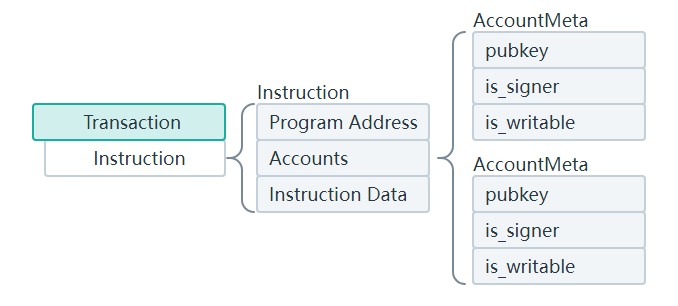 Transaction
Instruction
Instruction
Program Address
Accounts
Instruction Data
AccountMeta
pubkey
is_signer
is_writable
AccountMeta
pubkey
is_signer
is_writable